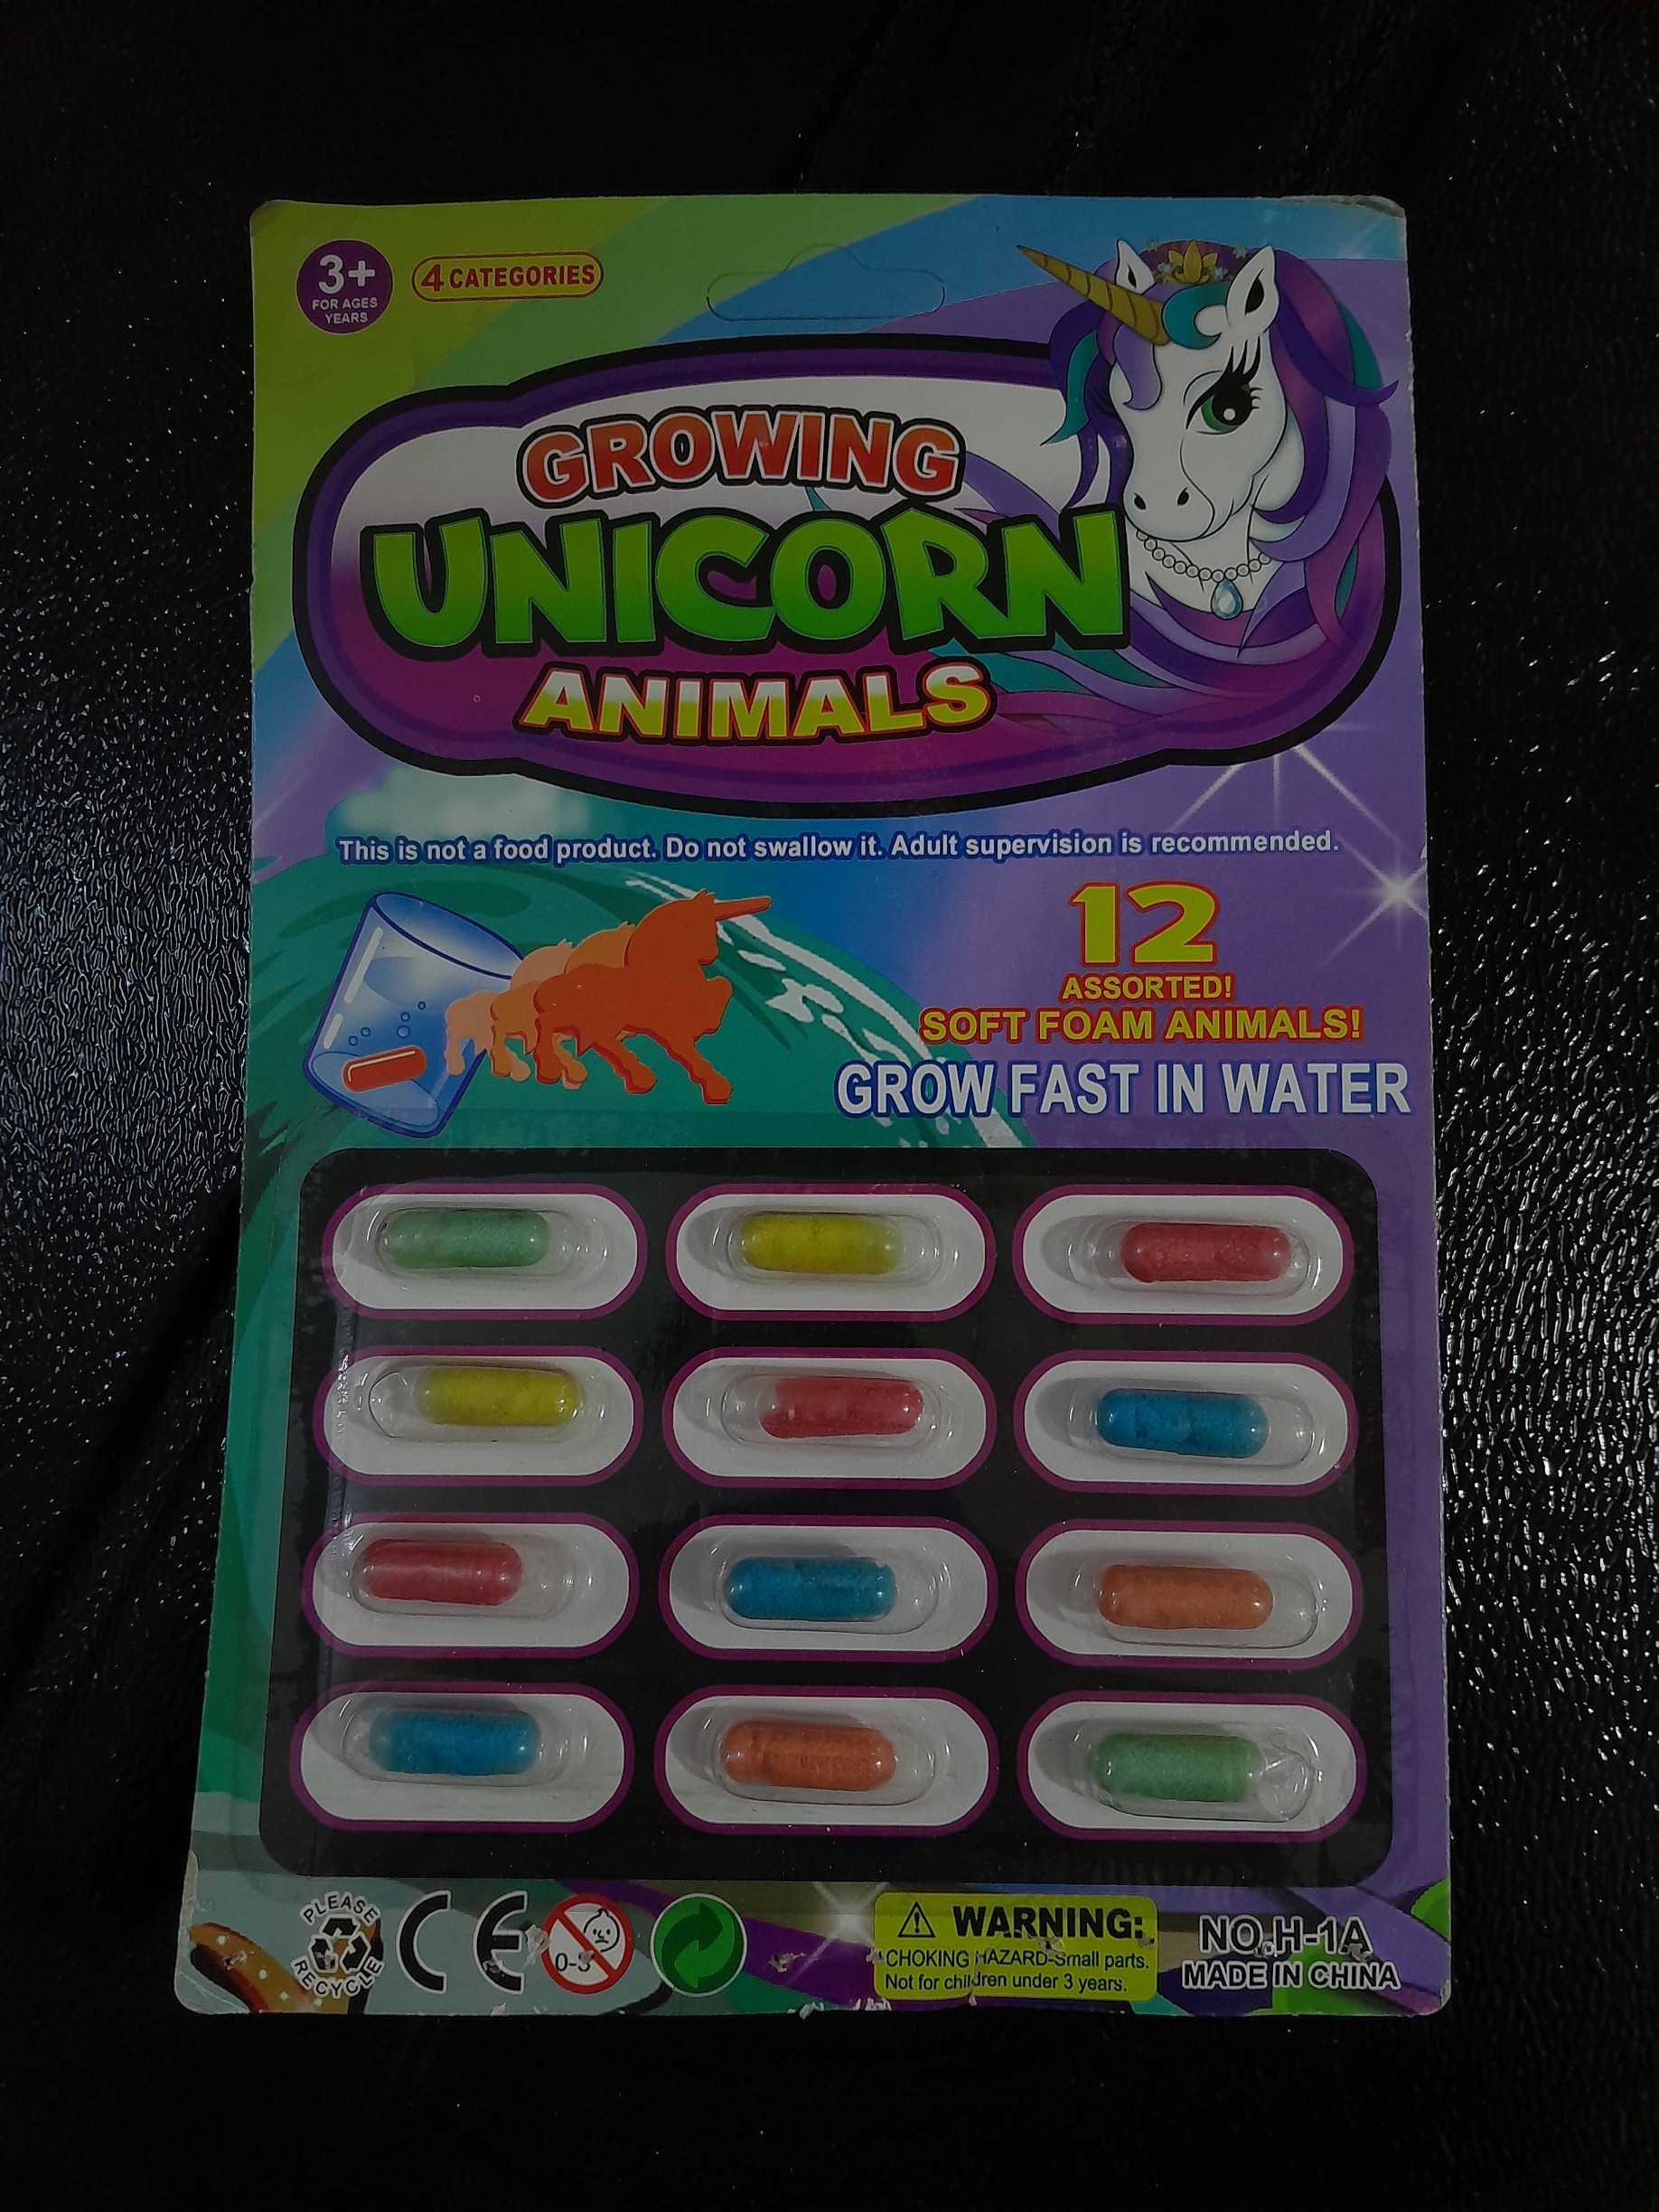 3+
FOR AGES
YEARS
4 CATEGORIES
GROWING
UNICORN
ANIMALS
This is not a food product. Do not swallow it. Adult supervision is recommended.
12
ASSORTED!
SOFT FOAM ANIMALS!
GROW FAST IN WATER
PLEASE
RECYCLE
CE
0-3
WARNING:
CHOKING HAZARD-Small parts.
Not for children under 3 years.
NO.H-1A
MADE IN CHINA